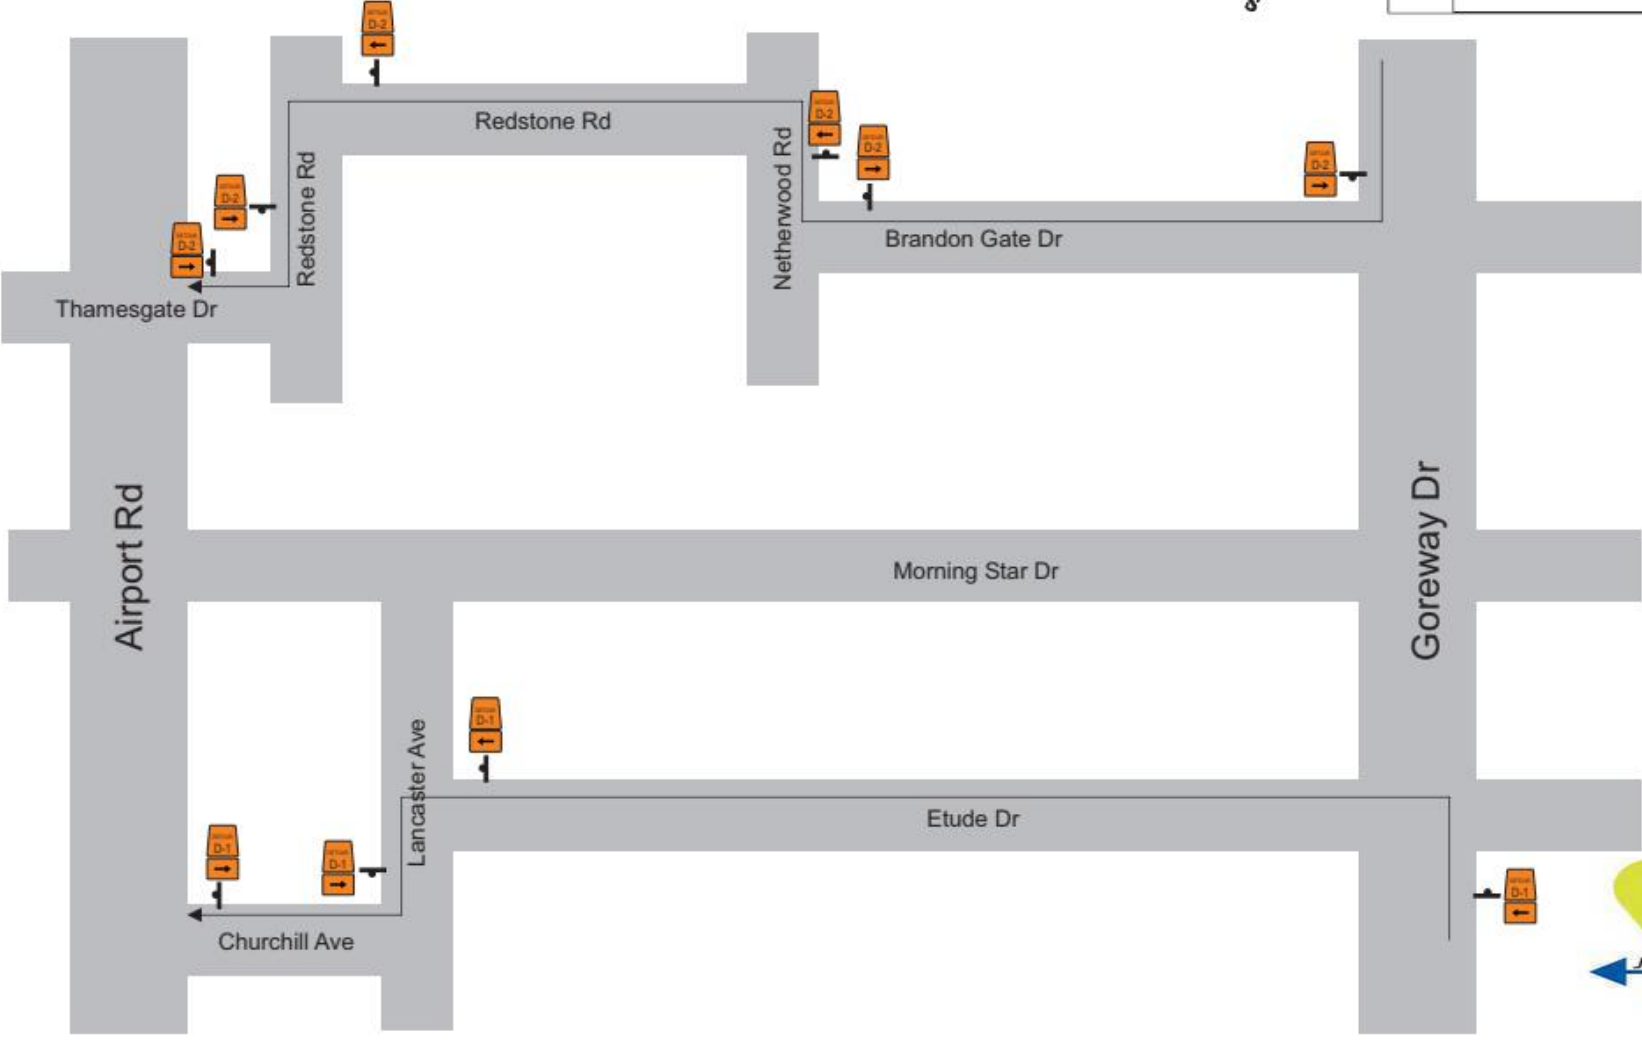 D-2
Redstone Rd
D-2
D-2
D-2
D-2
Redstone Rd
Netherwood Rd
D-2
Brandon Gate Dr
Thamesgate Dr
Airport Rd
Morning Star Dr
Goreway Dr
D-1
Lancaster Ave
Etude Dr
D-1
D-1
D-1
Churchill Ave